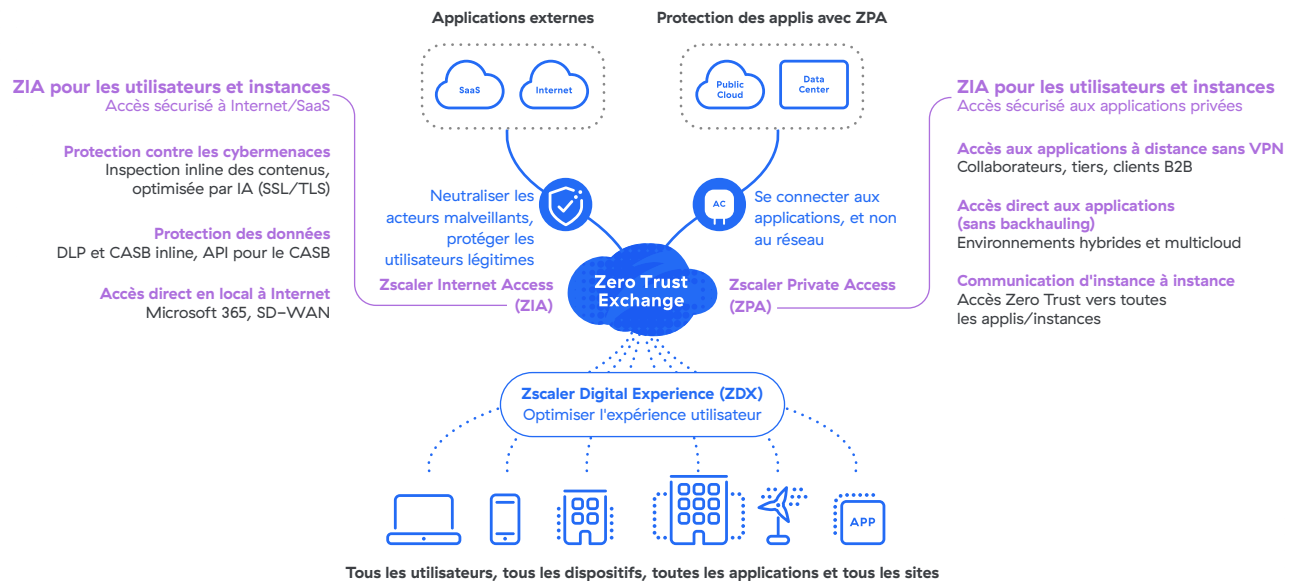 Applications externes
Protection des applis avec ZPA
SaaS
Internet
Public
Cloud
Data
Center
ZIA pour les utilisateurs et instances
Accès sécurisé à Internet/SaaS
Protection contre les cybermenaces
Inspection inline des contenus,
optimisée par IA (SSL/TLS)
Protection des données
DLP et CASB inline, API pour le CASB
Accès direct en local à Internet
Microsoft 365, SD-WAN
Neutraliser les
acteurs malveillants,
protéger les
utilisateurs légitimes
Zscaler Internet Access
(ZIA)
Zero Trust
Exchange
AC
Se connecter aux
applications, et non
au réseau
Zscaler Private Access
(ZPA)
ZIA pour les utilisateurs et instances
Accès sécurisé aux applications privées
Accès aux applications à distance sans VPN
Collaborateurs, tiers, clients B2B
Accès direct aux applications
(sans backhauling)
Environnements hybrides et multicloud
Communication d'instance à instance
Accès Zero Trust vers toutes
les applis/instances
Zscaler Digital Experience (ZDX)
Optimiser l'expérience utilisateur
APP
Tous les utilisateurs, tous les dispositifs, toutes les applications et tous les sites